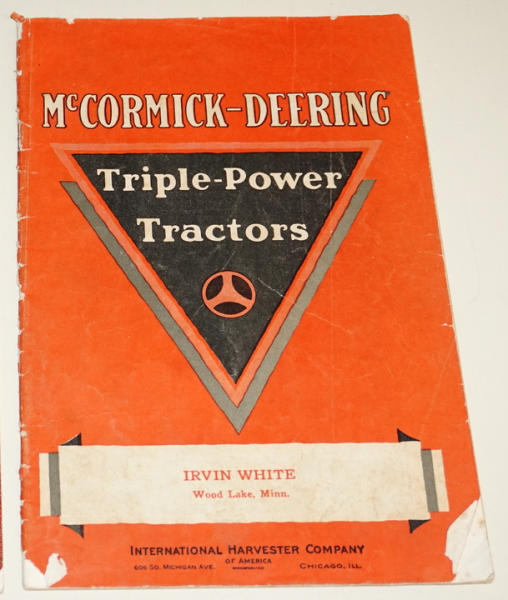 McCORMICK-DEERING
Triple-Power
Tractors
IRVIN WHITE
Wood Lake, Minn.
INTERNATIONAL HARVESTER COMPANY
OF AMERICA
606 SO. MICHIGAN AVE. CHICAGO, ILL.